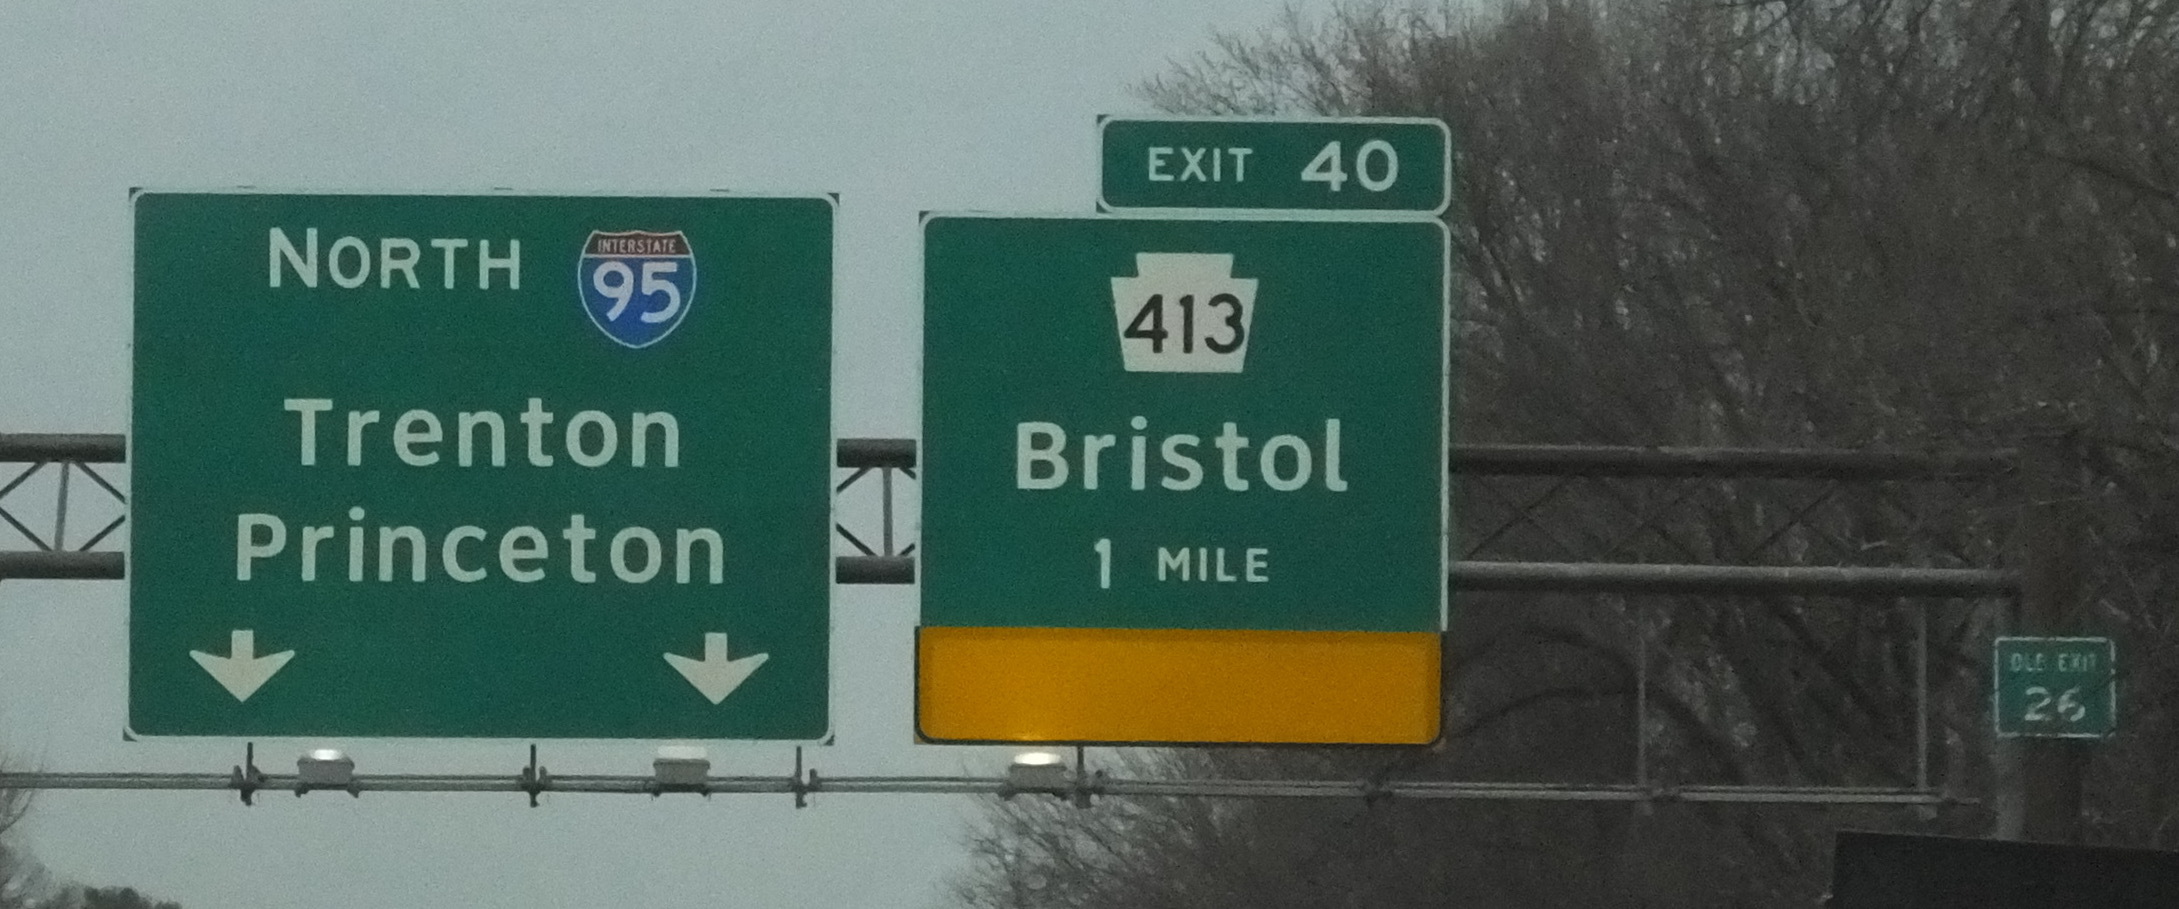 NORTH INTERSTATE 95
Trenton
Princeton
EXIT 40
413
Bristol
1 MILE
OLD EXIT
26